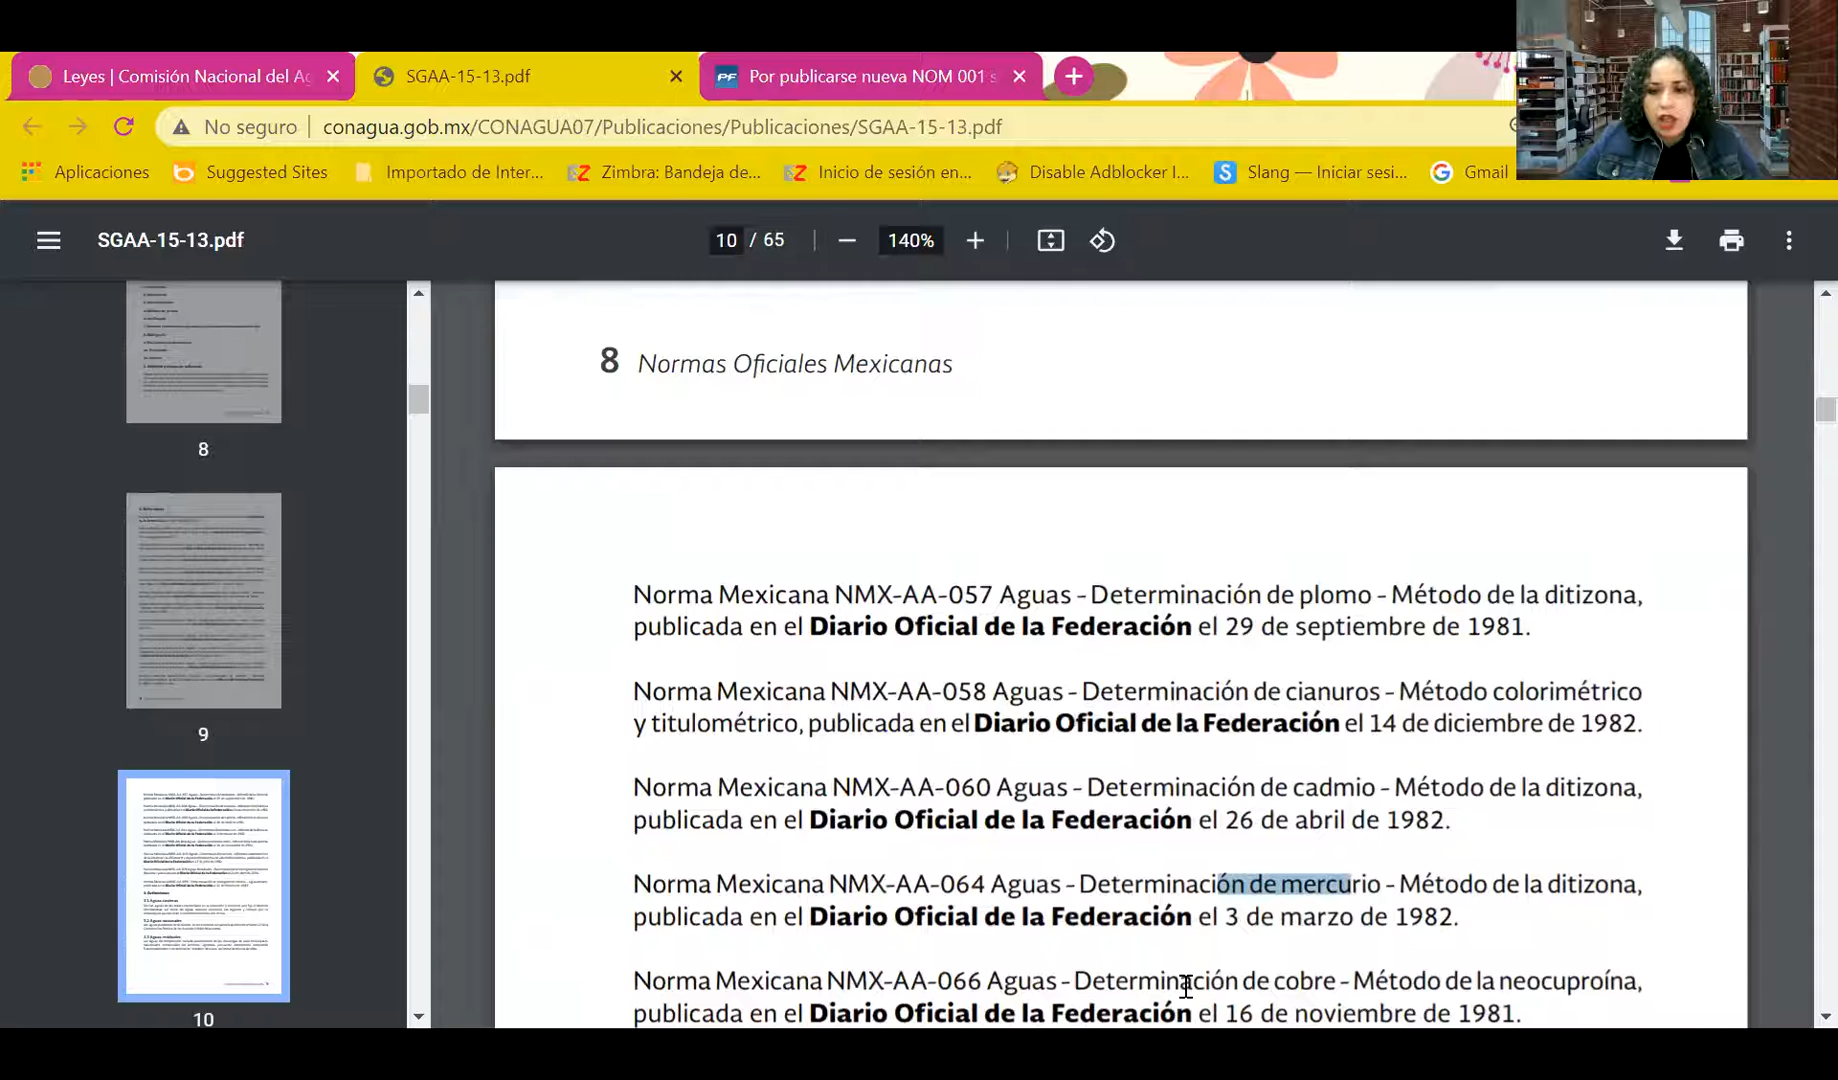 Leyes | Comisión Nacional del Ag
SGAA-15-13.pdf
PF Por publicarse nueva NOM 001 s
No seguro | conagua.gob.mx/CONAGUA07/Publicaciones/Publicaciones/SGAA-15-13.pdf
Aplicaciones Suggested Sites Importado de Inter... Zimbra: Bandeja de... Inicio de sesión en... Disable Adblocker I... S Slang — Iniciar sesi... Gmail
SGAA-15-13.pdf 10 / 65 140%
8
9
10
8 Normas Oficiales Mexicanas
Norma Mexicana NMX-AA-057 Aguas - Determinación de plomo - Método de la ditizona,
publicada en el Diario Oficial de la Federación el 29 de septiembre de 1981.
Norma Mexicana NMX-AA-058 Aguas - Determinación de cianuros - Método colorimétrico
y titulométrico, publicada en el Diario Oficial de la Federación el 14 de diciembre de 1982.
Norma Mexicana NMX-AA-060 Aguas - Determinación de cadmio - Método de la ditizona,
publicada en el Diario Oficial de la Federación el 26 de abril de 1982.
Norma Mexicana NMX-AA-064 Aguas - Determinación de mercurio - Método de la ditizona,
publicada en el Diario Oficial de la Federación el 3 de marzo de 1982.
Norma Mexicana NMX-AA-066 Aguas - Determinación de cobre - Método de la neocuproína,
publicada en el Diario Oficial de la Federación el 16 de noviembre de 1981.